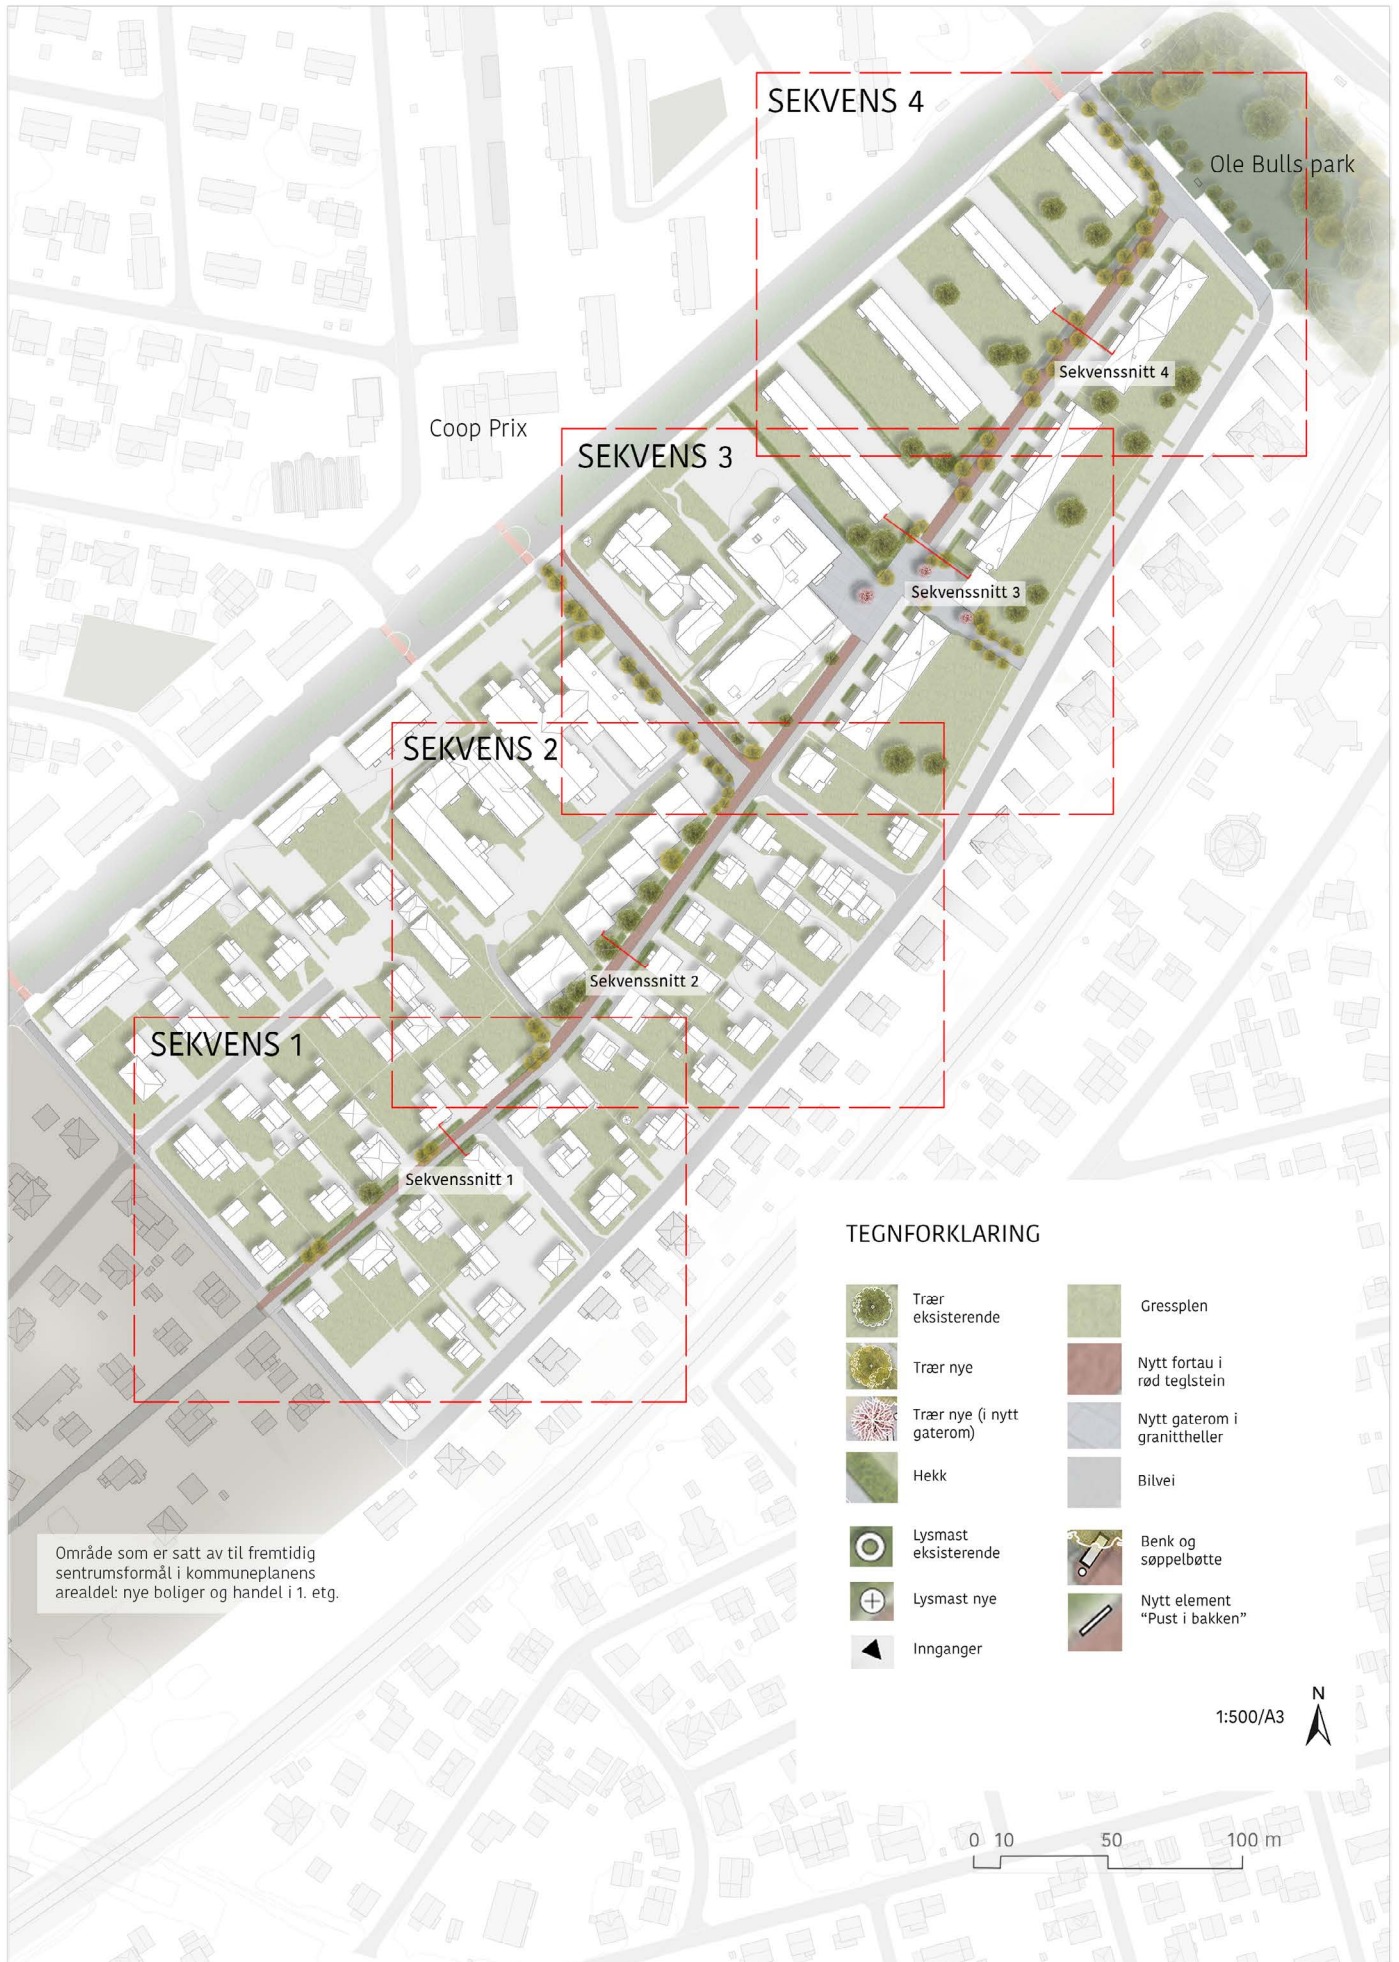 SEKVENS 4
Ole Bulls park
Sekvenssnitt 4
Coop Prix
SEKVENS 3
Sekvenssnitt 3
SEKVENS 2
Sekvenssnitt 2
SEKVENS 1
Sekvenssnitt 1
Område som er satt av til fremtidig
sentrumsformål i kommuneplanens
arealdel: nye boliger og handel i 1. etg.
TEGNFORKLARING
Trær
eksisterende
Trær nye
Trær nye (i nytt
gaterom)
Hekk
Lysmast
eksisterende
Lysmast nye
Innganger
Gressplen
Nytt fortau i
rød teglstein
Nytt gaterom i
granittheller
Bilvei
Benk og
søppelbøtte
Nytt element
“Pust i bakken”
1:500/A3
N
0 10 50 100 m